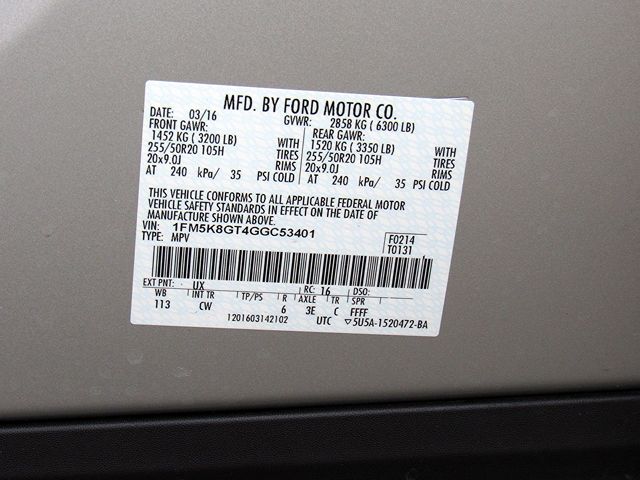 MFD. BY FORD MOTOR CO.
DATE: 03/16 GVWR: 2858 KG ( 6300 LB)
FRONT GAWR: REAR GAWR:
1452 KG ( 3200 LB) WITH 1520 KG ( 3350 LB) WITH
255/50R20 105H TIRES 255/50R20 105H TIRES
20x9.0J RIMS 20x9.0J RIMS
AT 240 kPa/ 35 PSI COLD AT 240 kPa/ 35 PSI COLD
THIS VEHICLE CONFORMS TO ALL APPLICABLE FEDERAL MOTOR
VEHICLE SAFETY STANDARDS IN EFFECT ON THE DATE OF
MANUFACTURE SHOWN ABOVE.
VIN: 1FM5K8GT4GGC53401
TYPE: MPV
F0214
T0131
EXT PNT: UX RC: 16 DSO:
WB INT TR TP/PS R AXLE TR SPR
113 CW 6 3E C FFFF
1201603142102 UTC ▽5U5A-1520472-BA